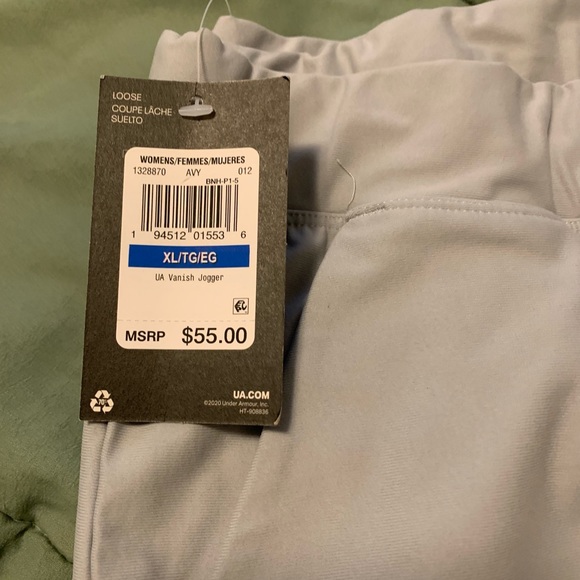 LOOSE
COUPE LÂCHE
SUELTO
WOMENS/FEMMES/MUJERES
1328870 AVY 012
BNH-P1-5
1 94512 01553 6
XL/TG/EG
UA Vanish Jogger
MSRP $55.00
70%
UA.COM
©2020 Under Armour, Inc.
HT-908836